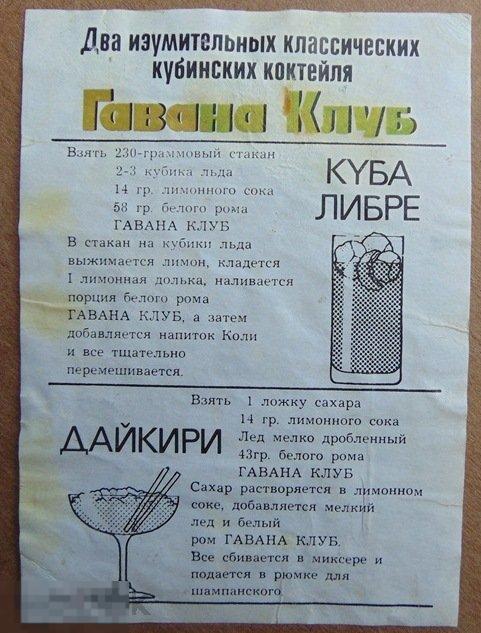 Два изумительных классических
кубинских коктейля
Гавана Клуб
Взять 230-граммовый стакан
2-3 кубика льда
14 гр. лимонного сока
58 гр. белого рома
ГАВАНА КЛУБ
КУБА
ЛИБРЕ
В стакан на кубики льда
выжимается лимон, кладется
I лимонная долька, наливается
порция белого рома
ГАВАНА КЛУБ, а затем
добавляется напиток Коли
и все тщательно
перемешивается.
ДАЙКИРИ
Взять 1 ложку сахара
14 гр. лимонного сока
Лед мелко дробленный
43гр. белого рома
ГАВАНА КЛУБ
Сахар растворяется в лимонном
соке, добавляется мелкий
лед и белый
ром ГАВАНА КЛУБ.
Все сбивается в миксере и
подается в рюмке для
шампанского.